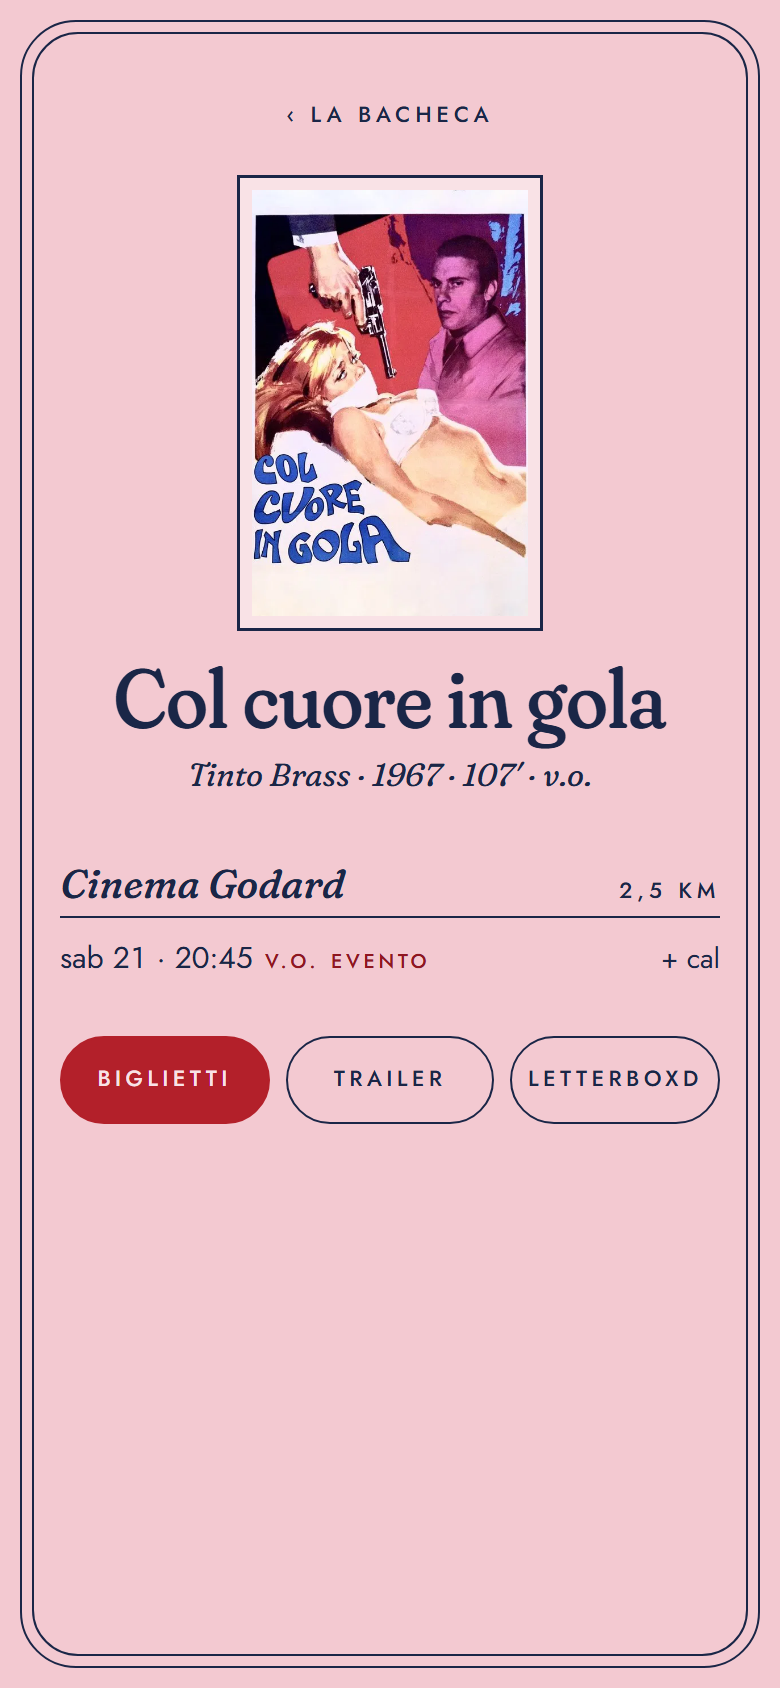 ‹ LA BACHECA
COL
CUORE
IN GOLA
Col cuore in gola
Tinto Brass · 1967 · 107′ · v.o.
Cinema Godard 2,5 KM
sab 21 · 20:45 V.O. EVENTO + cal
BIGLIETTI TRAILER LETTERBOXD